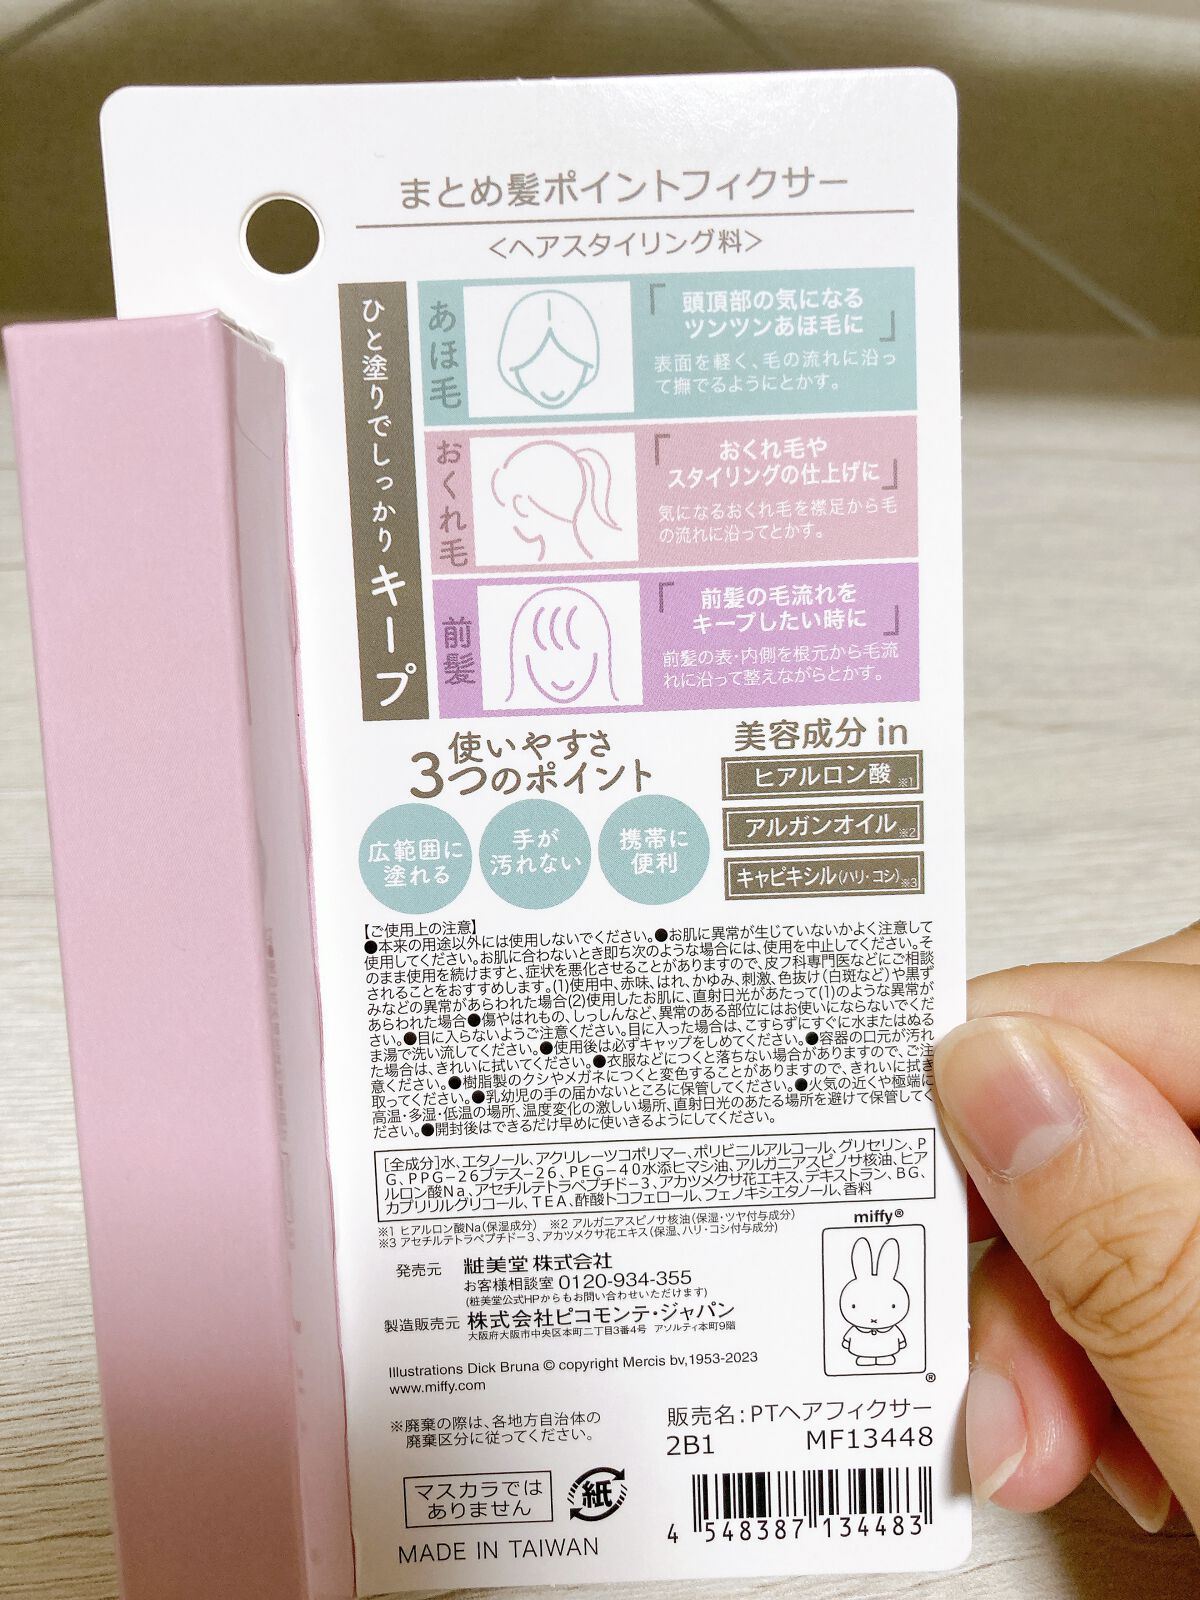 まとめ髪ポイントフィクサー
<ヘアスタイリング料>
ひと塗りでしっかりキープ
あほ毛
「頭頂部の気になる
ツンツンあほ毛に」
表面を軽く、毛の流れに沿っ
て撫でるようにとかす。
おくれ毛
「おくれ毛や
スタイリングの仕上げに」
気になるおくれ毛を襟足から毛
の流れに沿ってとかす。
前髪
「前髪の毛流れを
キープしたい時に」
前髪の表・内側を根元から毛流
れに沿って整えながらとかす。
使いやすさ
3つのポイント
広範囲に
塗れる
手が
汚れない
携帯に
便利
美容成分in
ヒアルロン酸※1
アルガンオイル※2
キャピキシル(ハリ・コシ)※3
【ご使用上の注意】
●本来の用途以外には使用しないでください。●お肌に異常が生じていないかよく注意して
使用してください。お肌に合わないとき即ち次のような場合には、使用を中止してください。そ
のまま使用を続けますと、症状を悪化させることがありますので、皮フ科専門医などにご相談
されることをおすすめします。(1)使用中、赤味、はれ、かゆみ、刺激、色抜け(白斑など)や黒ず
みなどの異常があらわれた場合(2)使用したお肌に、直射日光があたって(1)のような異常が
あらわれた場合●傷やはれもの、しっしんなど、異常のある部位にはお使いにならないでくだ
さい。●目に入らないようご注意ください。目に入った場合は、こすらずにすぐに水またはぬる
ま湯で洗い流してください。●使用後は必ずキャップをしめてください。●容器の口元が汚れ
た場合は、きれいに拭いてください。●衣服などにつくと落ちない場合がありますので、ご注
意ください。●樹脂製のクシやメガネにつくと変色することがありますので、きれいに拭き
取ってください。●乳幼児の手の届かないところに保管してください。●火気の近くや極端に
高温・多湿・低温の場所、温度変化の激しい場所、直射日光のあたる場所を避けて保管してく
ださい。●開封後はできるだけ早めに使いきるようにしてください。
[全成分]水、エタノール、アクリレーツコポリマー、ポリビニルアルコール、グリセリン、P
G、PPG-26ブテス-26、PEG-40水添ヒマシ油、アルガニアスピノサ核油、ヒア
ルロン酸Na、アセチルテトラペプチド-3、アカツメクサ花エキス、デキストラン、BG、
カプリリルグリコール、TEA、酢酸トコフェロール、フェノキシエタノール、香料
※1 ヒアルロン酸Na(保湿成分) ※2 アルガニアスピノサ核油(保湿・ツヤ付与成分)
※3 アセチルテトラペプチド-3、アカツメクサ花エキス(保湿、ハリ・コシ付与成分)
発売元 粧美堂 株式会社
お客様相談室 0120-934-355
(粧美堂公式HPからもお問い合わせいただけます)
製造販売元 株式会社ピコモンテ・ジャパン
大阪府大阪市中央区本町二丁目3番4号 アソルティ本町9階
miffy®
®
Illustrations Dick Bruna © copyright Mercis bv,1953-2023
www.miffy.com
※廃棄の際は、各地方自治体の
廃棄区分に従ってください。
販売名:PTヘアフィクサー
2B1 MF13448
マスカラでは
ありません
紙
MADE IN TAIWAN
4 548387 134483